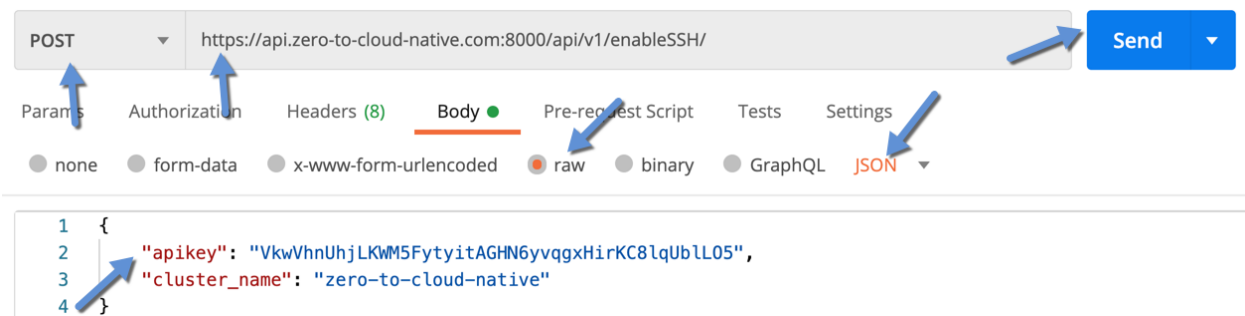 POST https://api.zero-to-cloud-native.com:8000/api/v1/enableSSH/ Send
Params Authorization Headers (8) Body Pre-request Script Tests Settings
none form-data x-www-form-urlencoded raw binary GraphQL JSON
1 {
2 "apikey": "VkwVhnUhjLKWM5FytyitAGHN6yvqgxHirKC8lqUblLO5",
3 "cluster_name": "zero-to-cloud-native"
4 }